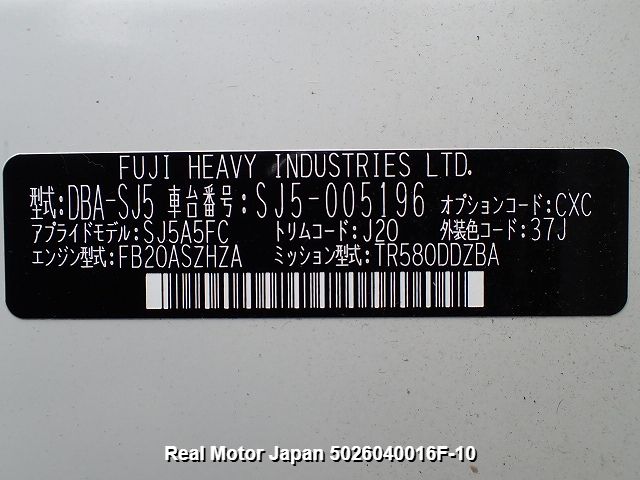 FUJI HEAVY INDUSTRIES LTD.
型式:DBA-SJ5 車台番号:SJ5-005196 オプションコード:CXC
アプライドモデル:SJ5A5FC トリムコード:J20 外装色コード:37J
エンジン型式:FB20ASZHZA ミッション型式:TR580DDZBA
Real Motor Japan 5026040016F-10